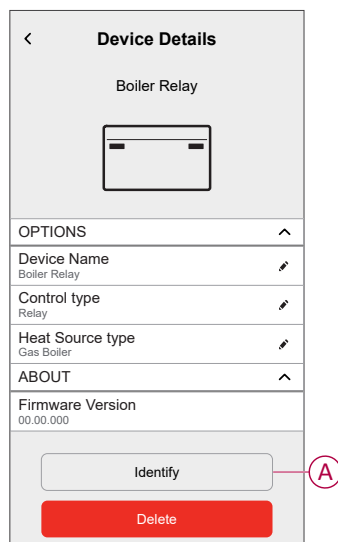 Device Details
Boiler Relay
OPTIONS
Device Name
Boiler Relay
Control type
Relay
Heat Source type
Gas Boiler
ABOUT
Firmware Version
00.00.000
Identify
A
Delete